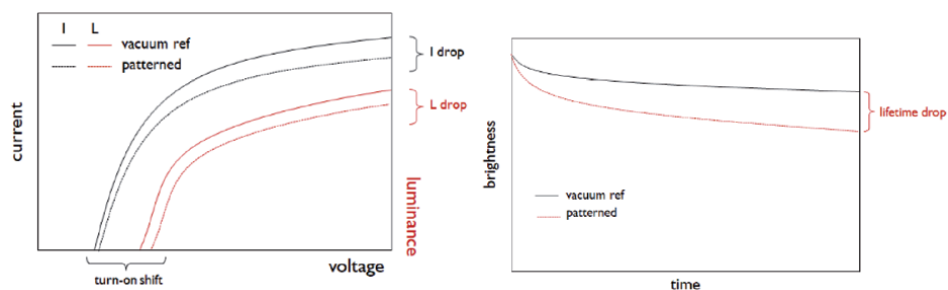 I L
vacuum ref
patterned
I drop
L drop
current
luminance
turn-on shift
voltage
brightness
vacuum ref
patterned
lifetime drop
time